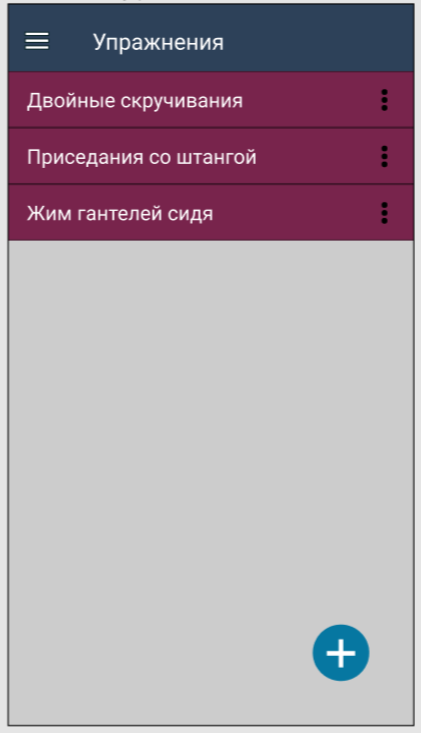 Упражнения
Двойные скручивания
Приседания со штангой
Жим гантелей сидя